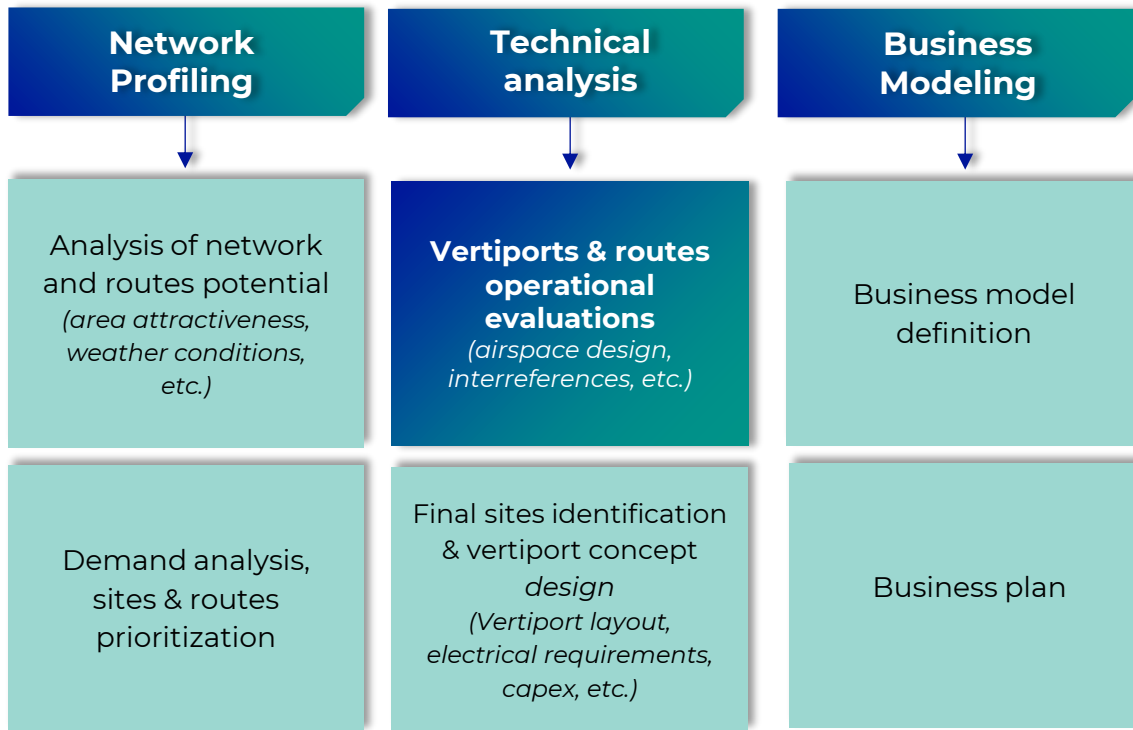 Network
Profiling
Technical
analysis
Business
Modeling
Analysis of network
and routes potential
(area attractiveness,
weather conditions,
etc.)
Vertiports & routes
operational
evaluations
(airspace design,
interreferences, etc.)
Business model
definition
Demand analysis,
sites & routes
prioritization
Final sites identification
& vertiport concept
design
(Vertiport layout,
electrical requirements,
capex, etc.)
Business plan